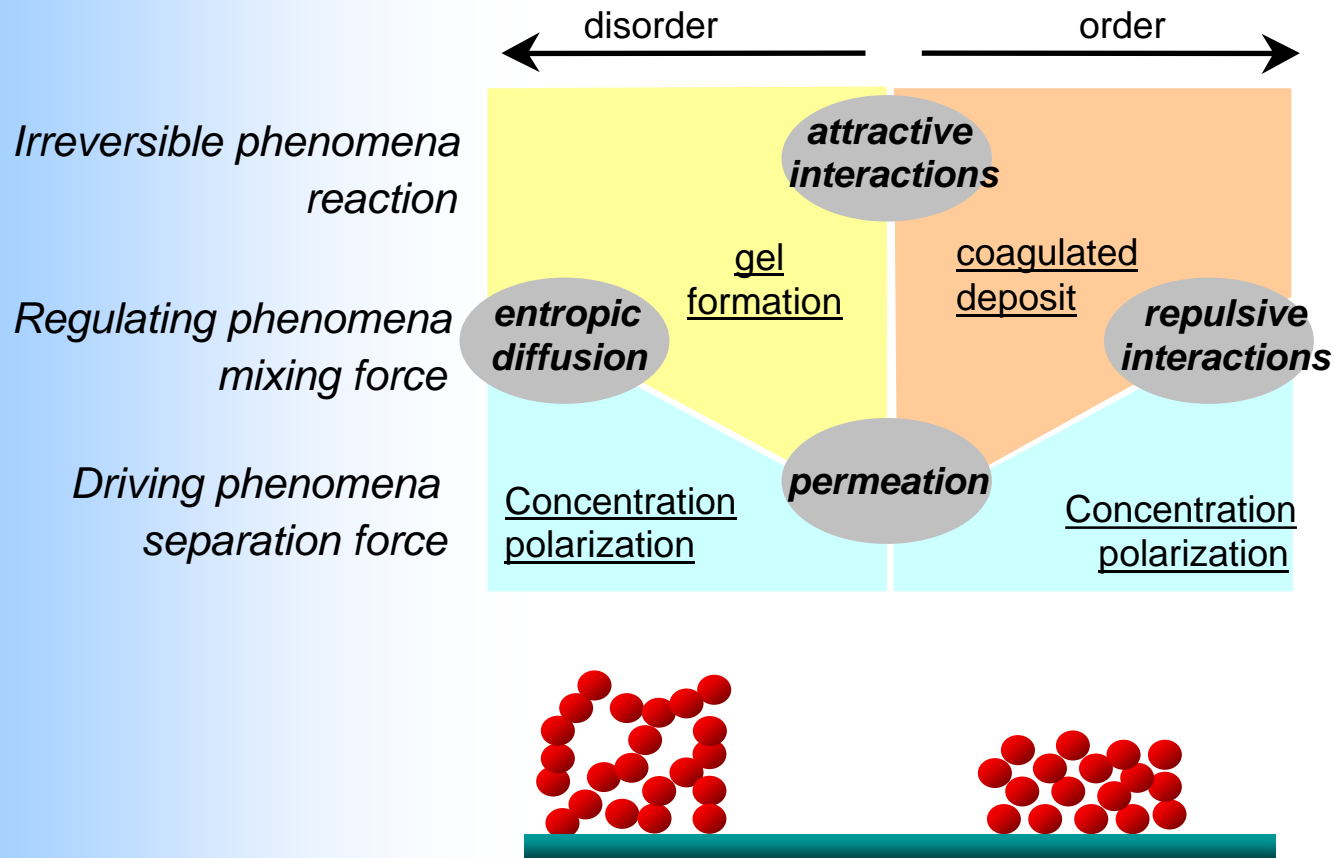 disorder
order
Irreversible phenomena
reaction
attractive
interactions
gel
formation
coagulated
deposit
Regulating phenomena
mixing force
entropic
diffusion
repulsive
interactions
Driving phenomena
separation force
permeation
Concentration
polarization
Concentration
polarization